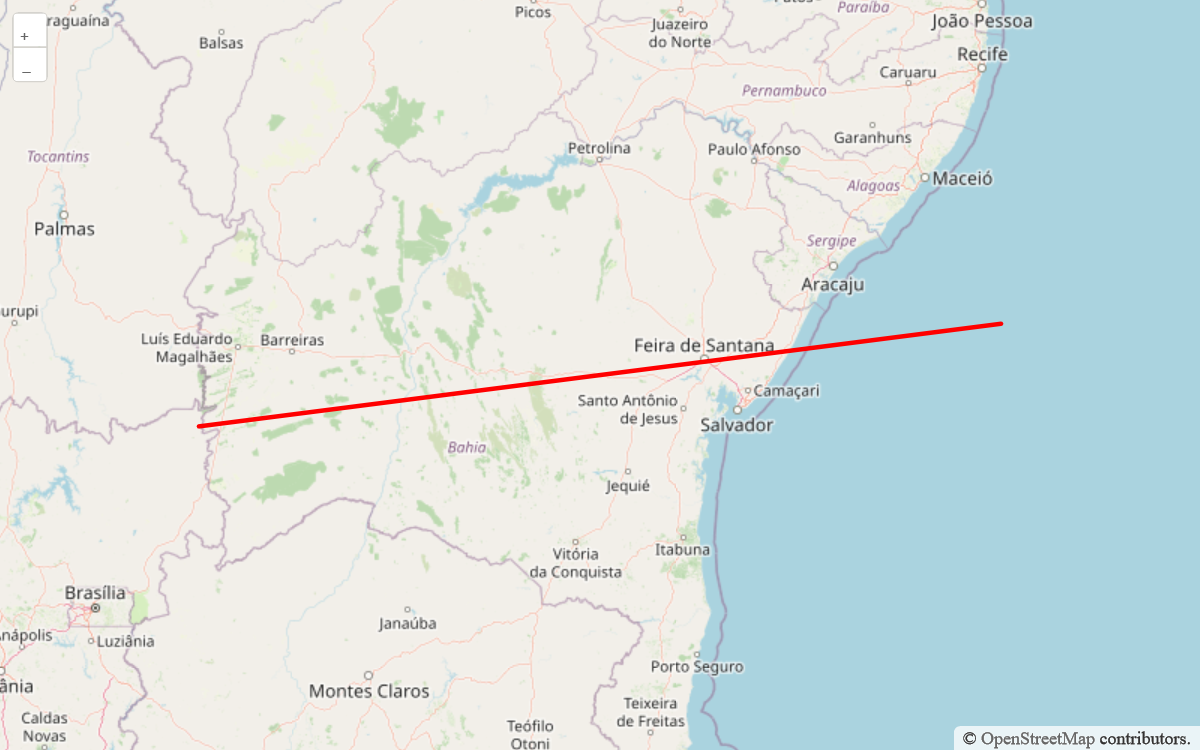 +
–
raguaína
Balsas
Picos
Juazeiro
do Norte
Paraíba
João Pessoa
Recife
Caruaru
Pernambuco
Garanhuns
Petrolina
Paulo Afonso
Tocantins
Alagoas
Maceió
Palmas
Sergipe
Aracaju
urupi
Luís Eduardo
Magalhães
Barreiras
Feira de Santana
Camaçari
Santo Antônio
de Jesus
Salvador
Bahia
Jequié
Vitória
da Conquista
Itabuna
Brasília
Janaúba
nápolis
Luziânia
Porto Seguro
ânia
Montes Claros
Caldas
Novas
Teófilo
Otoni
Teixeira
de Freitas
© OpenStreetMap contributors.